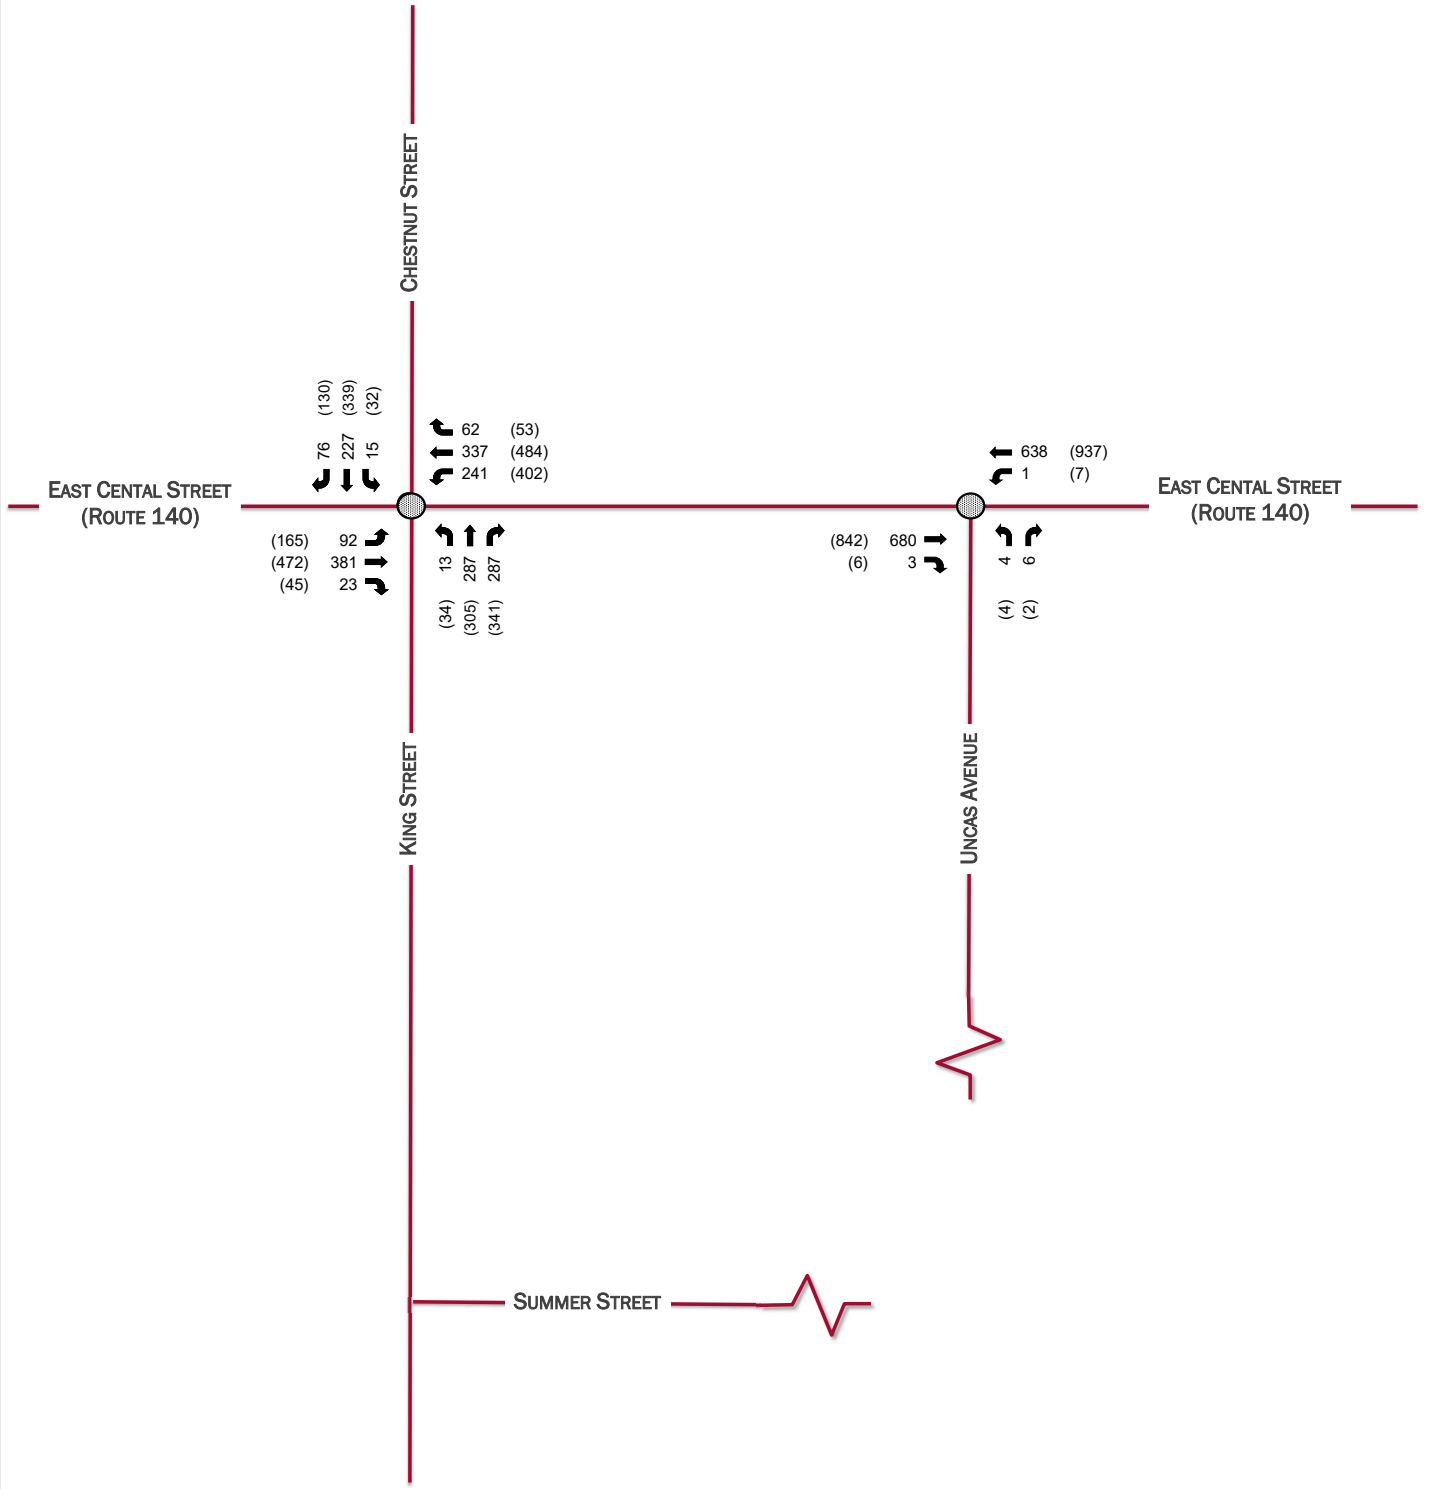 CHESTNUT STREET
(130) (339) (32)
76 227 15
62 (53)
337 (484)
241 (402)
638 (937)
1 (7)
EAST CENTAL STREET
(ROUTE 140)
EAST CENTAL STREET
(ROUTE 140)
(165) 92
(472) 381
(45) 23
13 287 287
(34) (305) (341)
(842) 680
(6) 3
4 6
(4) (2)
KING STREET
UNCAS AVENUE
SUMMER STREET